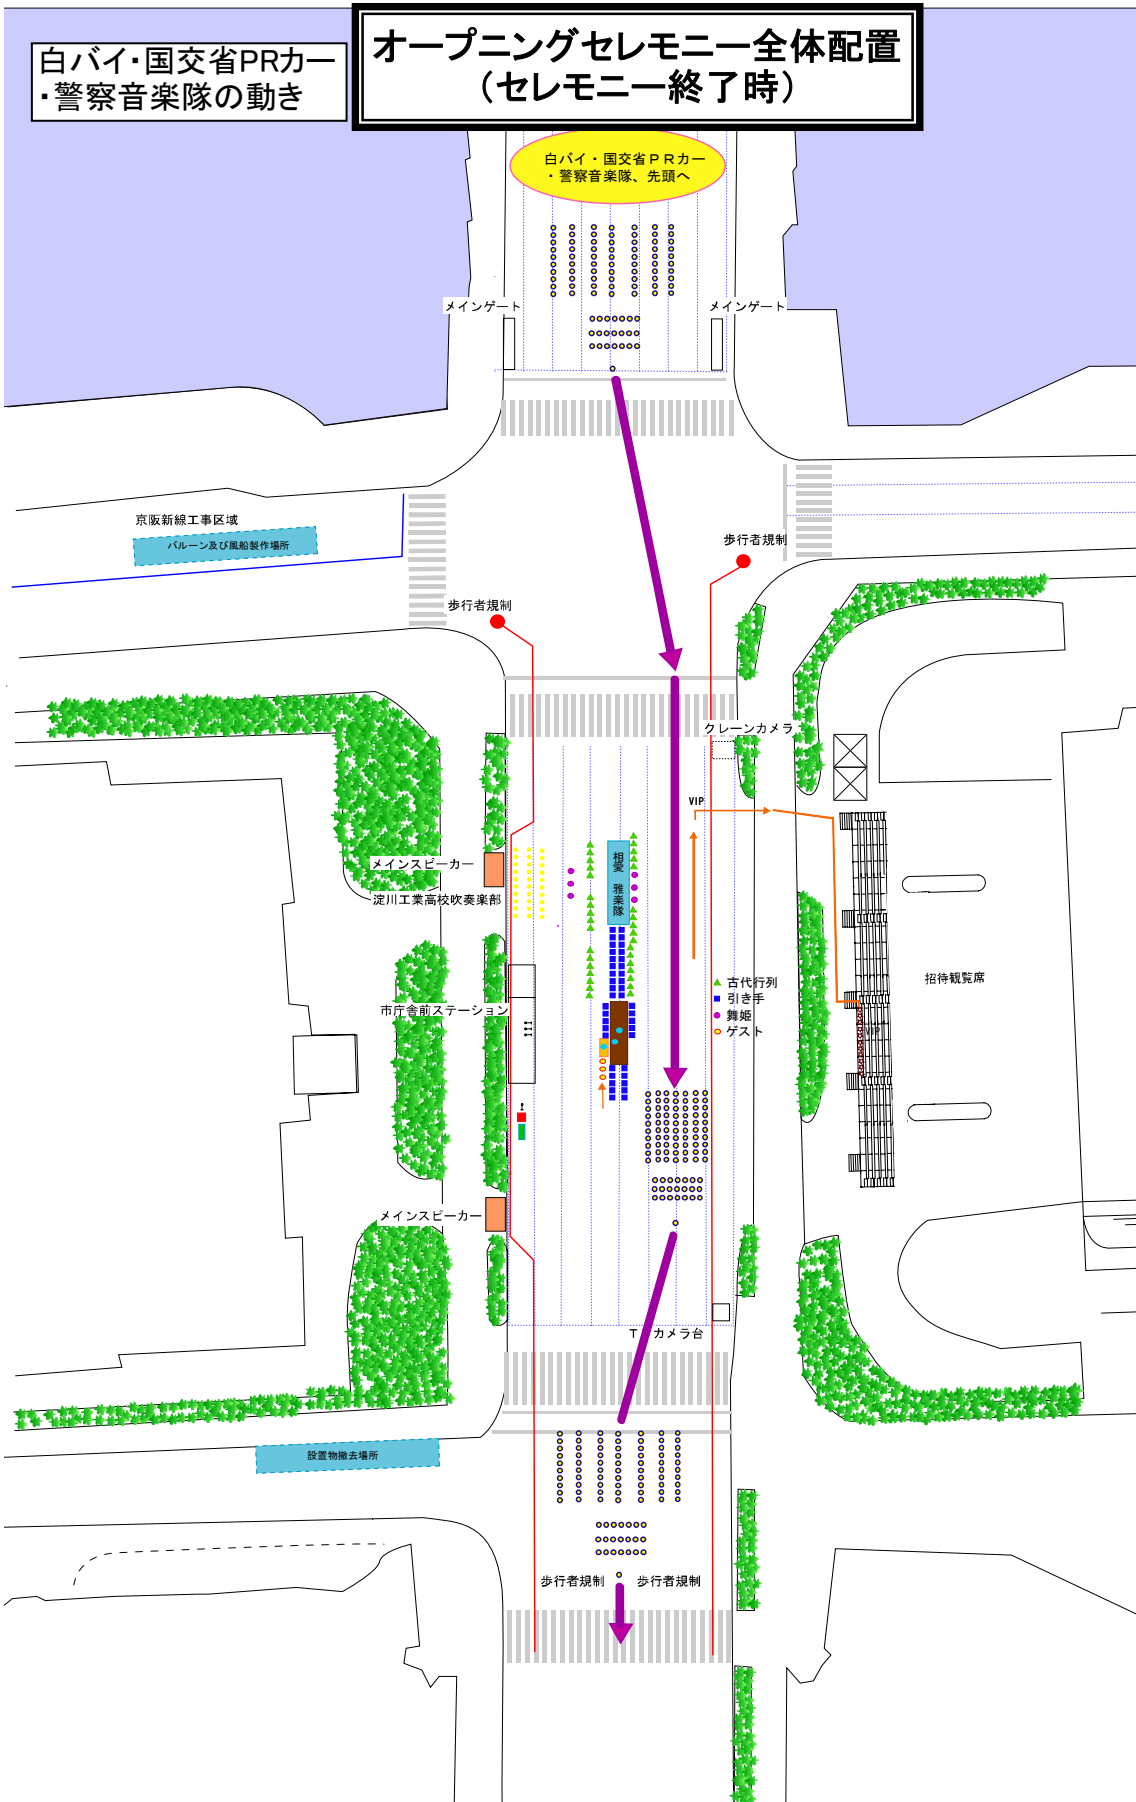 白バイ・国交省PRカー
・警察音楽隊の動き
オープニングセレモニー全体配置
（セレモニー終了時）
白バイ・国交省ＰＲカー
・警察音楽隊、先頭へ
メインゲート
メインゲート
京阪新線工事区域
バルーン及び風船製作場所
歩行者規制
歩行者規制
クレーンカメラ
VIP
メインスピーカー
淀川工業高校吹奏楽部
相愛 雅楽隊
招待観覧席
古代行列
引き手
舞姫
ゲスト
市庁舎前ステーション
VIP
メインスピーカー
カメラ台
設置物撤去場所
歩行者規制
歩行者規制